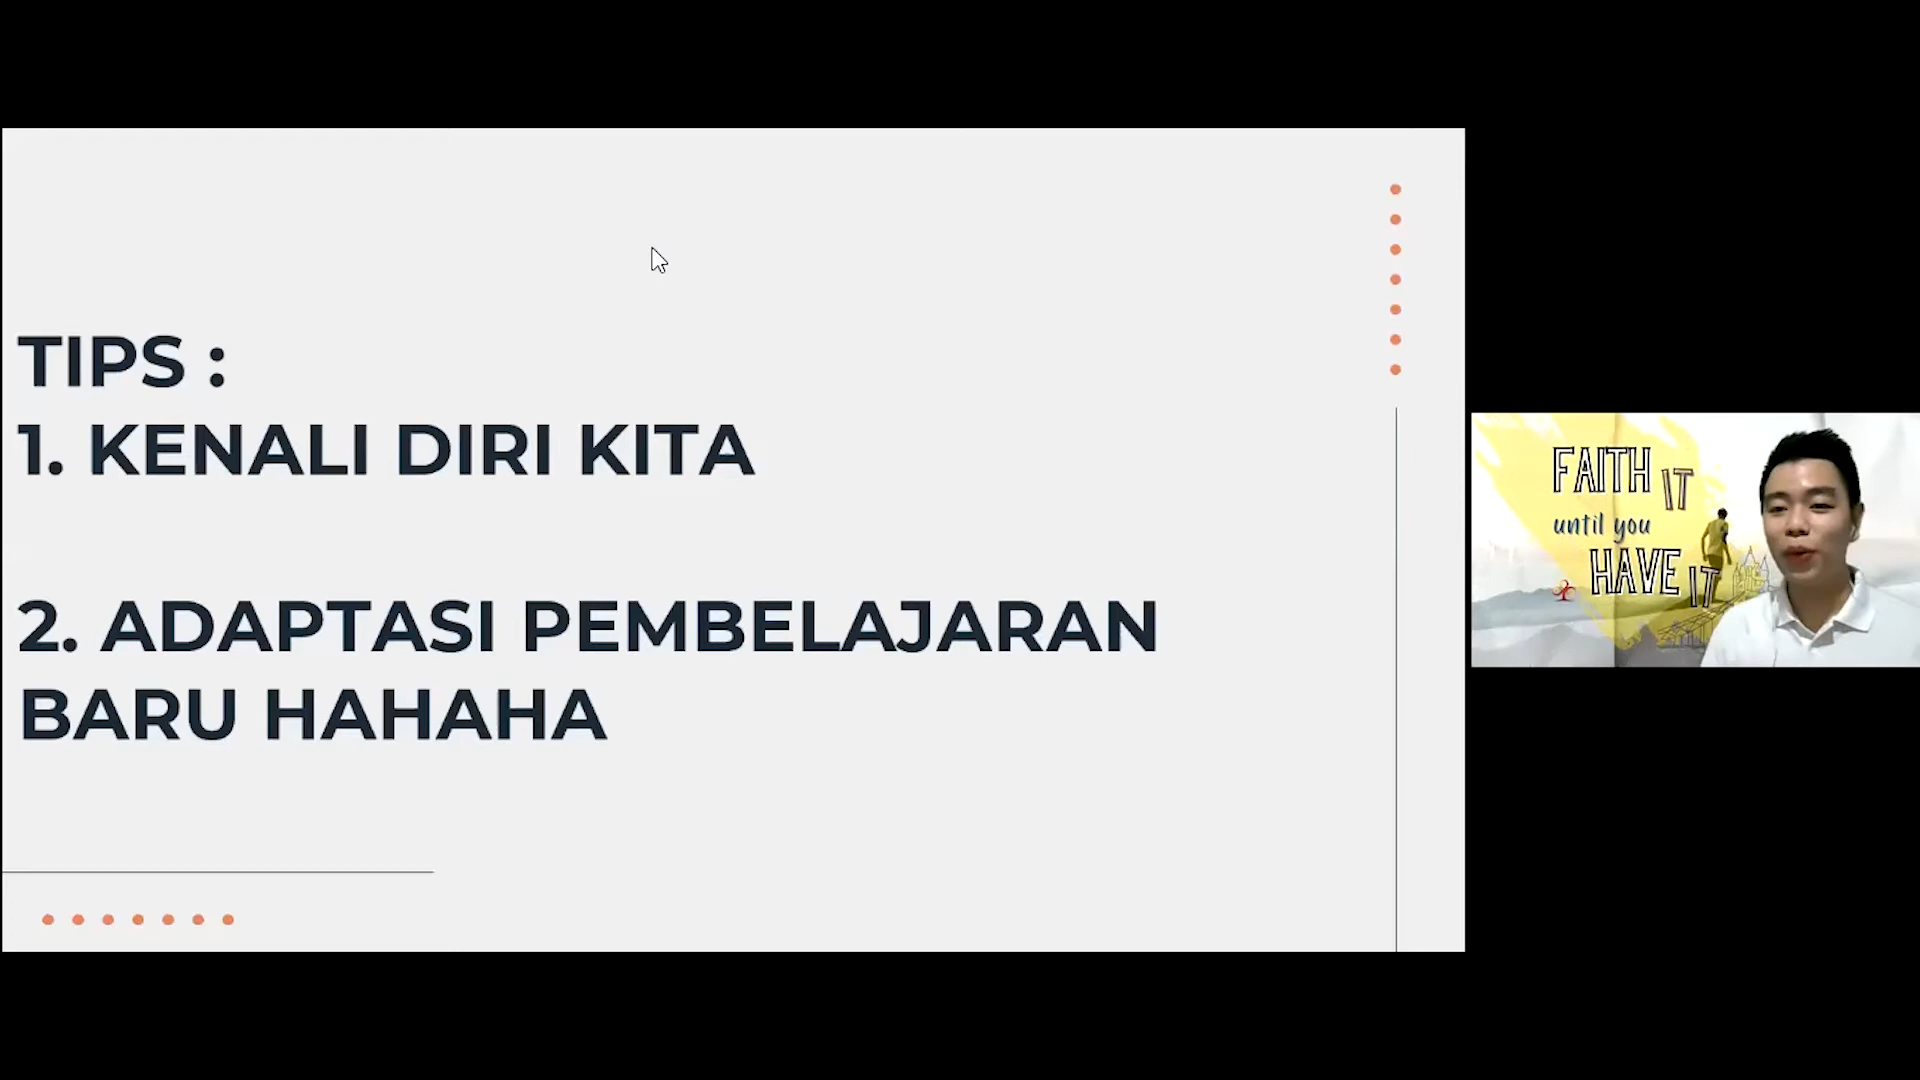 TIPS :
1. KENALI DIRI KITA
2. ADAPTASI PEMBELAJARAN
BARU HAHAHA
FAITH IT
until you
HAVE IT